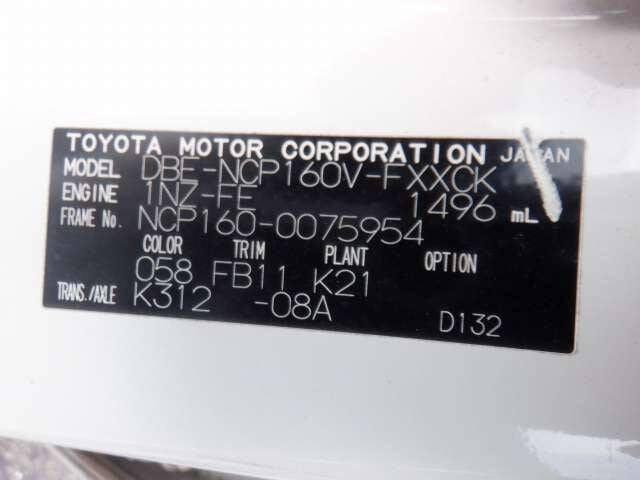 TOYOTA MOTOR CORPORATION JAPAN
MODEL DBE-NCP160V-FXXCK
ENGINE 1NZ-FE 1496 mL
FRAME No. NCP160-0075954
COLOR TRIM PLANT OPTION
058 FB11 K21
TRANS./AXLE K312 -08A
D132